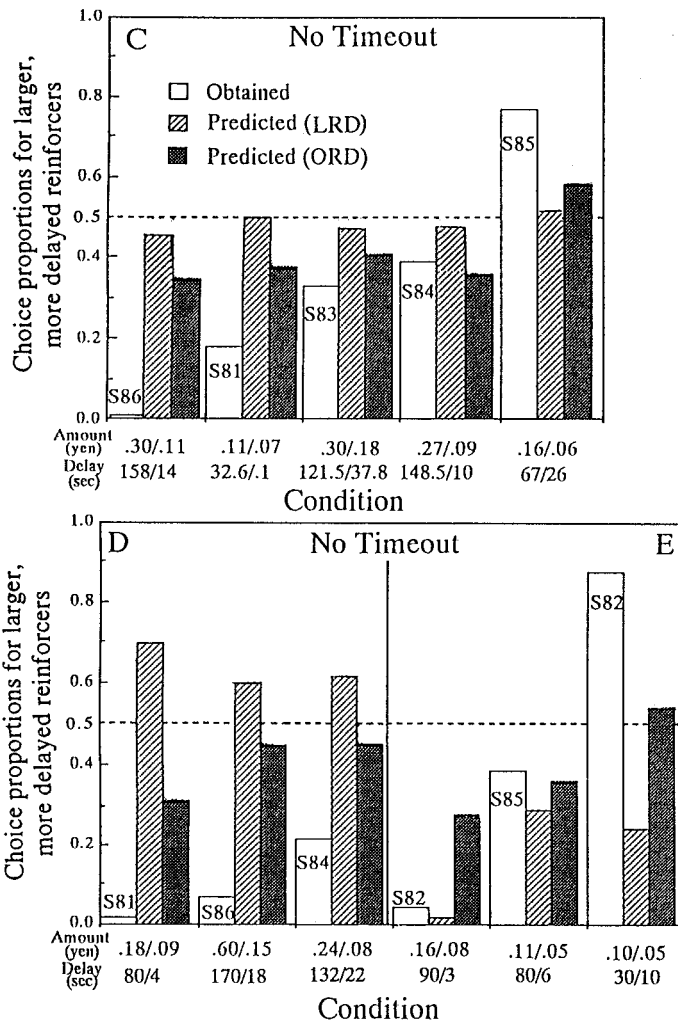 C
No Timeout
Obtained
Predicted (LRD)
Predicted (ORD)
Choice proportions for larger,
more delayed reinforcers
1.0
0.8
0.6
0.5
0.4
0.2
0.0
S86
S81
S83
S84
S85
Amount
(yen)
.30/.11 .11/.07 .30/.18 .27/.09 .16/.06
Delay
(sec)
158/14 32.6/.1 121.5/37.8 148.5/10 67/26
Condition
D
No Timeout
E
Choice proportions for larger,
more delayed reinforcers
1.0
0.8
0.6
0.5
0.4
0.2
0.0
S81
S86
S84
S82
S85
S82
Amount
(yen)
.18/.09 .60/.15 .24/.08 .16/.08 .11/.05 .10/.05
Delay
(sec)
80/4 170/18 132/22 90/3 80/6 30/10
Condition